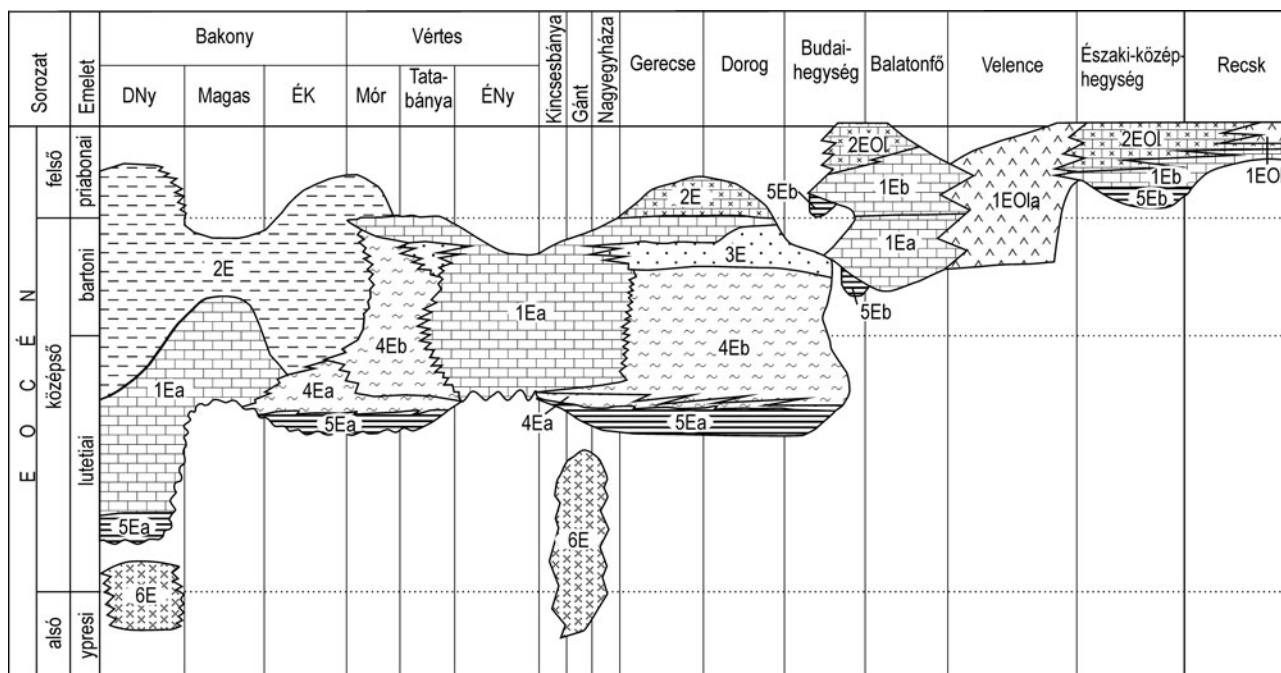 Sorozat
Emelet
Bakony
Vértes
Kincsesbánya
Gánt
Nagyegyháza
Gerecse
Dorog
Budai-
hegység
Balatonfő
Velence
Északi-közép-
hegység
Recsk
DNy
Magas
ÉK
Mór
Tata-
bánya
ÉNy
EOCÉN
felső
középső
alsó
priabonai
bartoni
lutetiai
ypresi
2EOl
2EOl
5Eb
1Eb
1Eb
1EOl
2E
1EOla
5Eb
2E
3E
1Ea
5Eb
1Ea
4Eb
4Eb
1Ea
4Ea
5Ea
4Ea
5Ea
5Ea
6E
6E